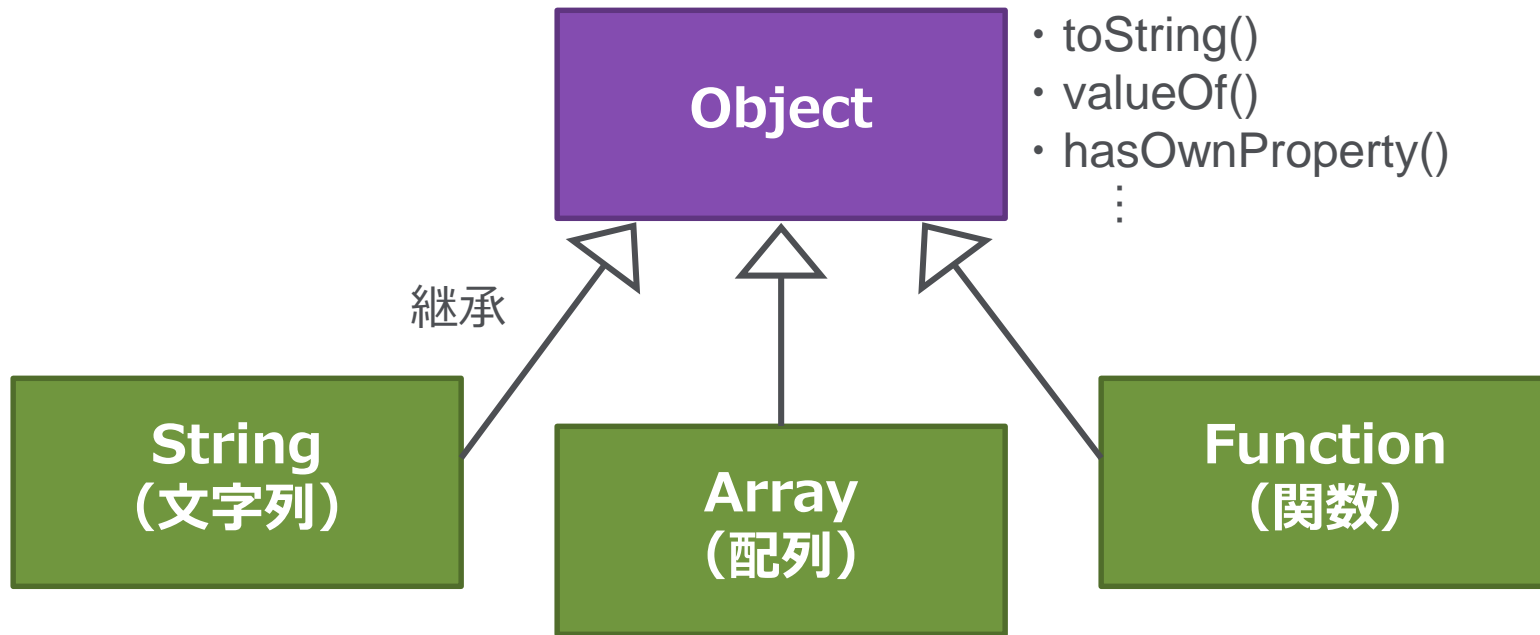 Object
・toString()
・valueOf()
・hasOwnProperty()
⋮
継承
String
（文字列）
Array
（配列）
Function
（関数）